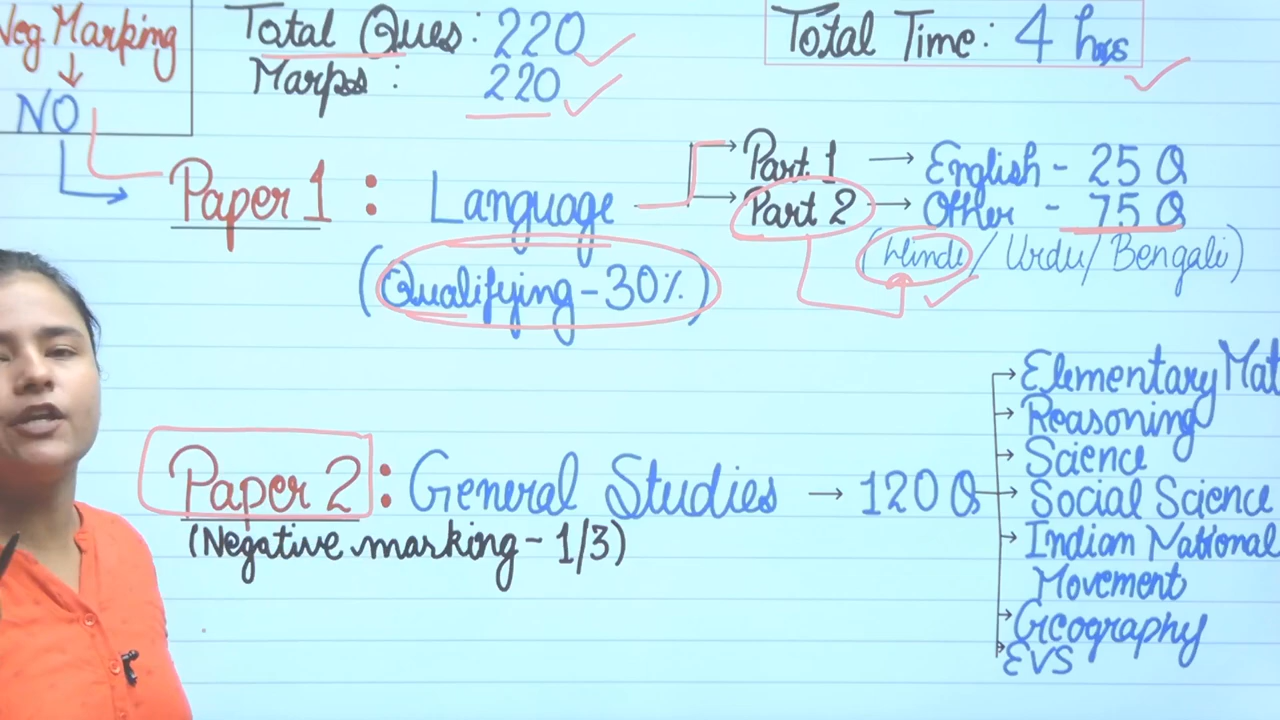 Neg. Marking
NO
Total Ques: 220
Marks: 220
Total Time: 4 hrs
Paper 1 : Language
(Qualifying - 30%)
Part 1 → English - 25 Q
Part 2 → Other - 75 Q
(Hindi / Urdu / Bengali)
Paper 2 : General Studies → 120 Q
(Negative marking - 1/3)
Elementary Mat
Reasoning
Science
Social Science
Indian National
Movement
Geography
EVS